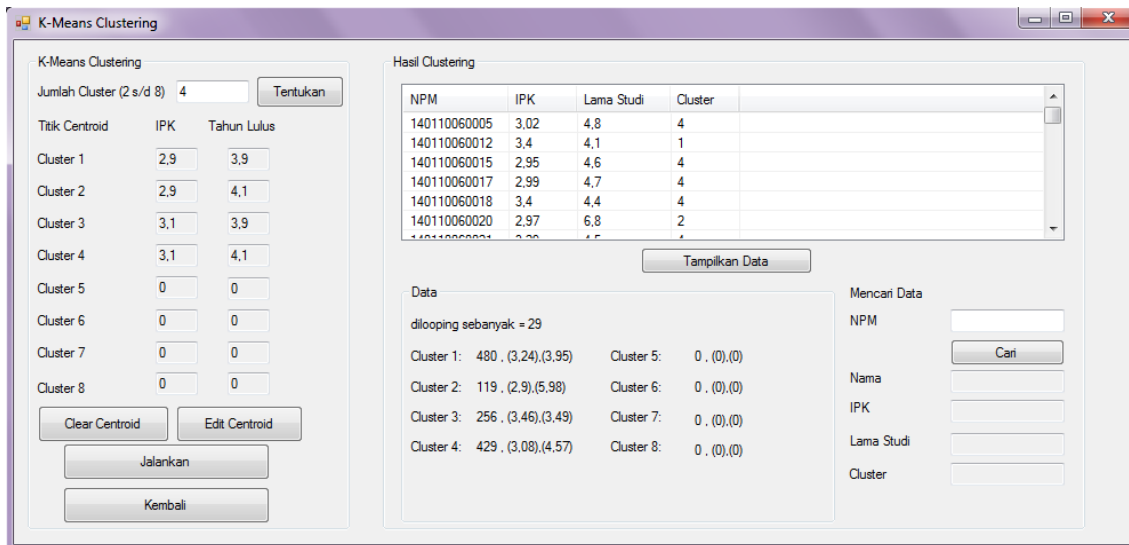 K-Means Clustering
K-Means Clustering
Jumlah Cluster (2 s/d 8) 4 Tentukan
Titik Centroid IPK Tahun Lulus
Cluster 1 2,9 3,9
Cluster 2 2,9 4,1
Cluster 3 3,1 3,9
Cluster 4 3,1 4,1
Cluster 5 0 0
Cluster 6 0 0
Cluster 7 0 0
Cluster 8 0 0
Clear Centroid Edit Centroid
Jalankan
Kembali
Hasil Clustering
NPM IPK Lama Studi Cluster
140110060005 3,02 4,8 4
140110060012 3,4 4,1 1
140110060015 2,95 4,6 4
140110060017 2,99 4,7 4
140110060018 3,4 4,4 4
140110060020 2,97 6,8 2
Tampilkan Data
Data
dilooping sebanyak = 29
Cluster 1: 480 , (3,24),(3,95) Cluster 5: 0 , (0),(0)
Cluster 2: 119 , (2,9),(5,98) Cluster 6: 0 , (0),(0)
Cluster 3: 256 , (3,46),(3,49) Cluster 7: 0 , (0),(0)
Cluster 4: 429 , (3,08),(4,57) Cluster 8: 0 , (0),(0)
Mencari Data
NPM
Cari
Nama
IPK
Lama Studi
Cluster